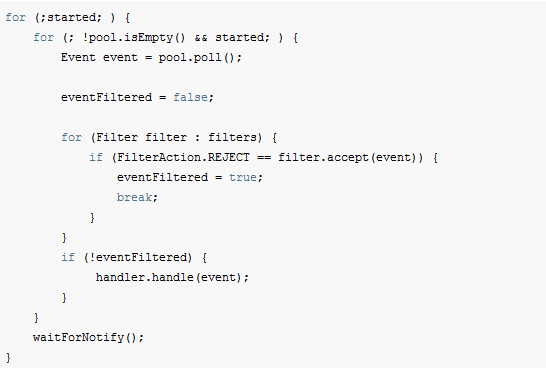 for (;started; ) {
    for (; !pool.isEmpty() && started; ) {
        Event event = pool.poll();

        eventFiltered = false;

        for (Filter filter : filters) {
            if (FilterAction.REJECT == filter.accept(event)) {
                eventFiltered = true;
                break;
            }
        }
        if (!eventFiltered) {
             handler.handle(event);
        }
    }
    waitForNotify();
}